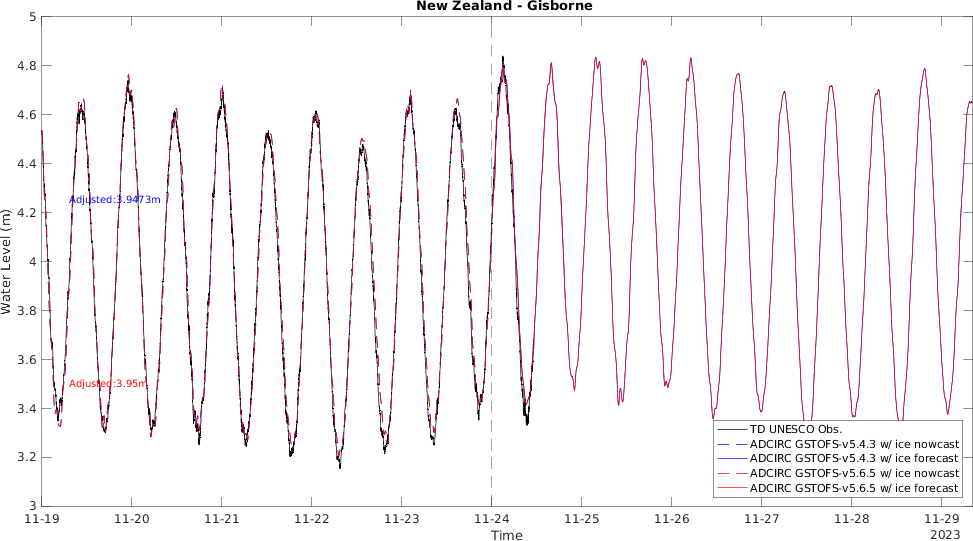 New Zealand - Gisborne
5
4.8
4.6
4.4
4.2
4
3.8
3.6
3.4
3.2
3
Water Level (m)
Adjusted:3.9473m
Adjusted:3.95m
TD UNESCO Obs.
ADCIRC GSTOFS-v5.4.3 w/ ice nowcast
ADCIRC GSTOFS-v5.4.3 w/ ice forecast
ADCIRC GSTOFS-v5.6.5 w/ ice nowcast
ADCIRC GSTOFS-v5.6.5 w/ ice forecast
11-19 11-20 11-21 11-22 11-23 11-24 11-25 11-26 11-27 11-28 11-29
Time
2023